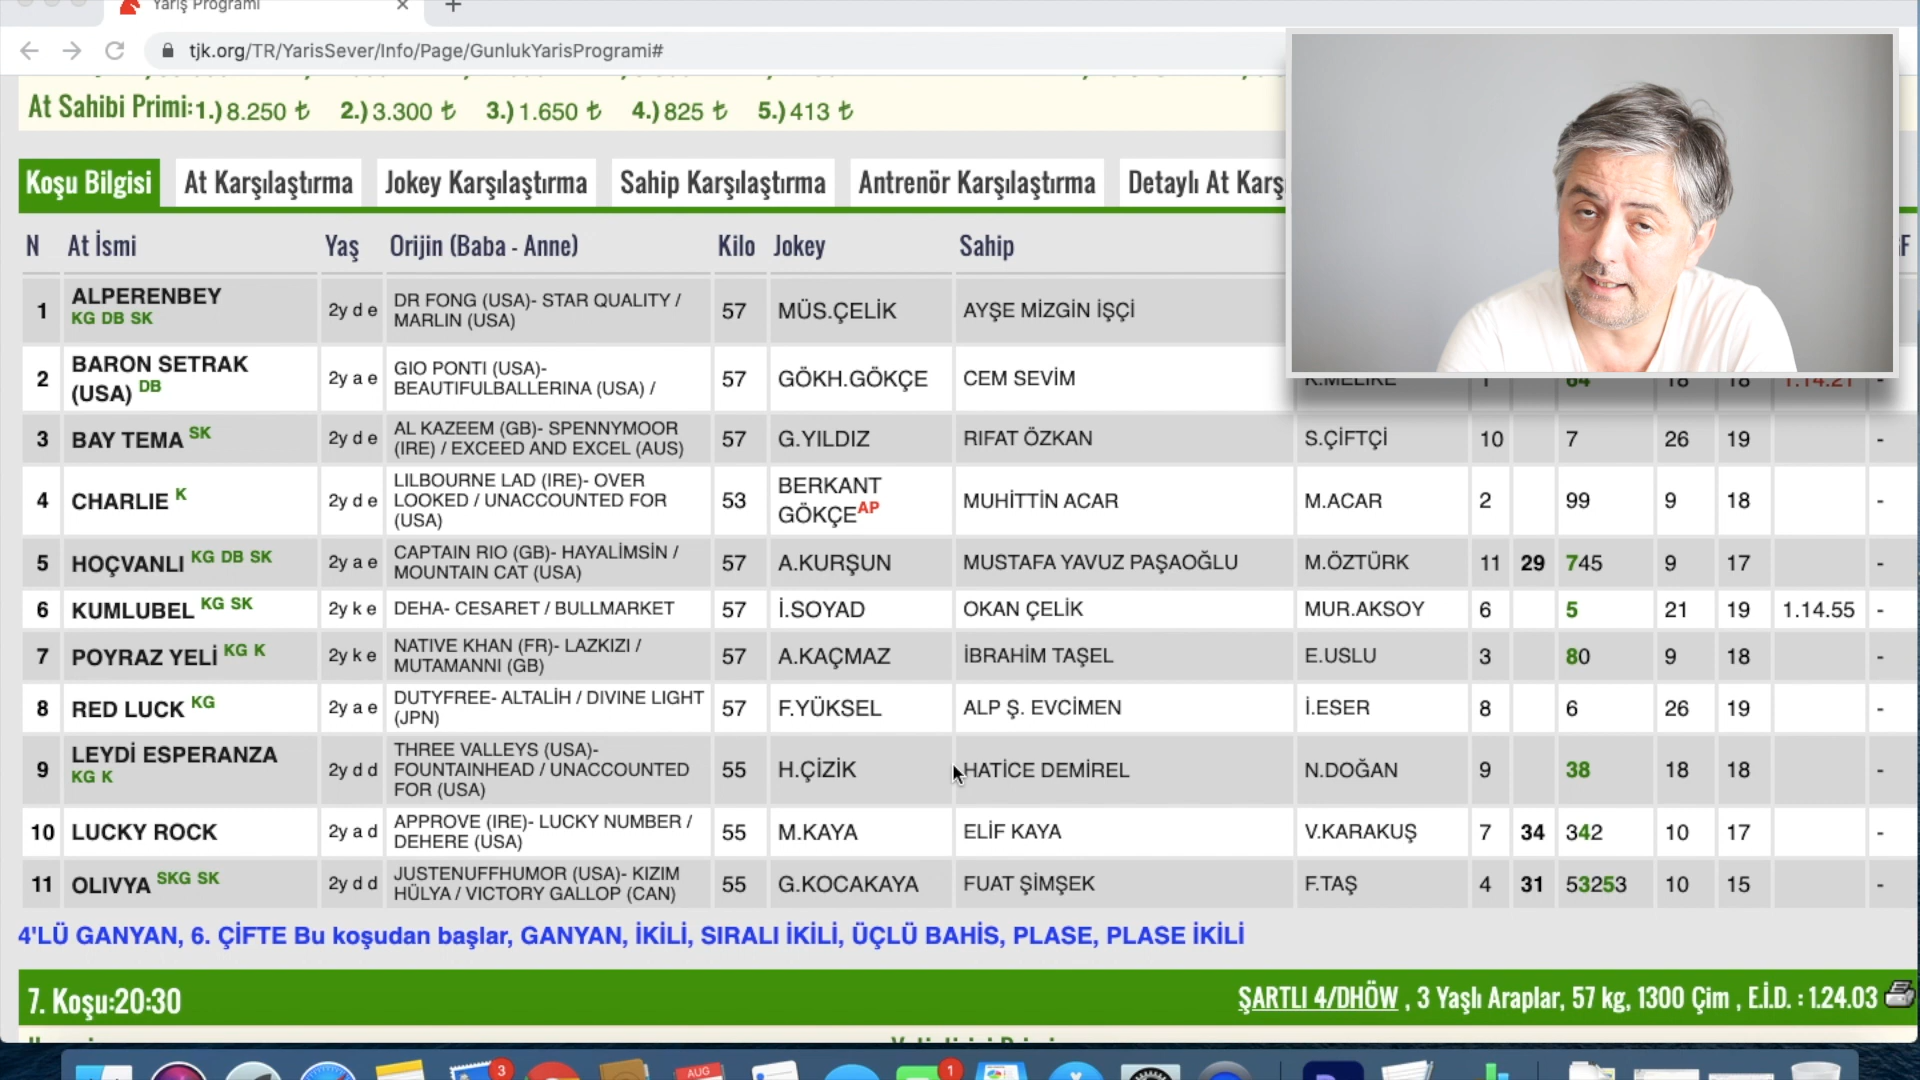 Yarış Programı
tjk.org/TR/YarisSever/Info/Page/GunlukYarisProgrami#
At Sahibi Primi:1.) 8.250 ₺ 2.) 3.300 ₺ 3.) 1.650 ₺ 4.) 825 ₺ 5.) 413 ₺
Koşu Bilgisi At Karşılaştırma Jokey Karşılaştırma Sahip Karşılaştırma Antrenör Karşılaştırma Detaylı At Karş
N At İsmi Yaş Orijin (Baba - Anne) Kilo Jokey Sahip
1 ALPERENBEY KG DB SK 2y d e DR FONG (USA)- STAR QUALITY / MARLIN (USA) 57 MÜS.ÇELİK AYŞE MİZGİN İŞÇİ
2 BARON SETRAK (USA) DB 2y a e GIO PONTI (USA)- BEAUTIFULBALLERINA (USA) / 57 GÖKH.GÖKÇE CEM SEVİM K.MELİKE 1 64 18 18 1.14.21 -
3 BAY TEMA SK 2y d e AL KAZEEM (GB)- SPENNYMOOR (IRE) / EXCEED AND EXCEL (AUS) 57 G.YILDIZ RIFAT ÖZKAN S.ÇİFTÇİ 10 7 26 19 -
4 CHARLIE K 2y d e LILBOURNE LAD (IRE)- OVER LOOKED / UNACCOUNTED FOR (USA) 53 BERKANT GÖKÇE AP MUHİTTİN ACAR M.ACAR 2 99 9 18 -
5 HOÇVANLI KG DB SK 2y a e CAPTAIN RIO (GB)- HAYALİMSİN / MOUNTAIN CAT (USA) 57 A.KURŞUN MUSTAFA YAVUZ PAŞAOĞLU M.ÖZTÜRK 11 29 745 9 17 -
6 KUMLUBEL KG SK 2y k e DEHA- CESARET / BULLMARKET 57 İ.SOYAD OKAN ÇELİK MUR.AKSOY 6 5 21 19 1.14.55 -
7 POYRAZ YELİ KG K 2y k e NATIVE KHAN (FR)- LAZKIZI / MUTAMANNI (GB) 57 A.KAÇMAZ İBRAHİM TAŞEL E.USLU 3 80 9 18 -
8 RED LUCK KG 2y a e DUTYFREE- ALTALİH / DIVINE LIGHT (JPN) 57 F.YÜKSEL ALP Ş. EVCİMEN İ.ESER 8 6 26 19 -
9 LEYDİ ESPERANZA KG K 2y d d THREE VALLEYS (USA)- FOUNTAINHEAD / UNACCOUNTED FOR (USA) 55 H.ÇİZİK HATİCE DEMİREL N.DOĞAN 9 38 18 18 -
10 LUCKY ROCK 2y a d APPROVE (IRE)- LUCKY NUMBER / DEHERE (USA) 55 M.KAYA ELİF KAYA V.KARAKUŞ 7 34 342 10 17 -
11 OLIVYA SKG SK 2y d d JUSTENUFFHUMOR (USA)- KIZIM HÜLYA / VICTORY GALLOP (CAN) 55 G.KOCAKAYA FUAT ŞİMŞEK F.TAŞ 4 31 53253 10 15 -
4'LÜ GANYAN, 6. ÇİFTE Bu koşudan başlar, GANYAN, İKİLİ, SIRALI İKİLİ, ÜÇLÜ BAHİS, PLASE, PLASE İKİLİ
7. Koşu:20:30 ŞARTLI 4/DHÖW , 3 Yaşlı Araplar, 57 kg, 1300 Çim , E.İ.D. : 1.24.03
3 AUG 1